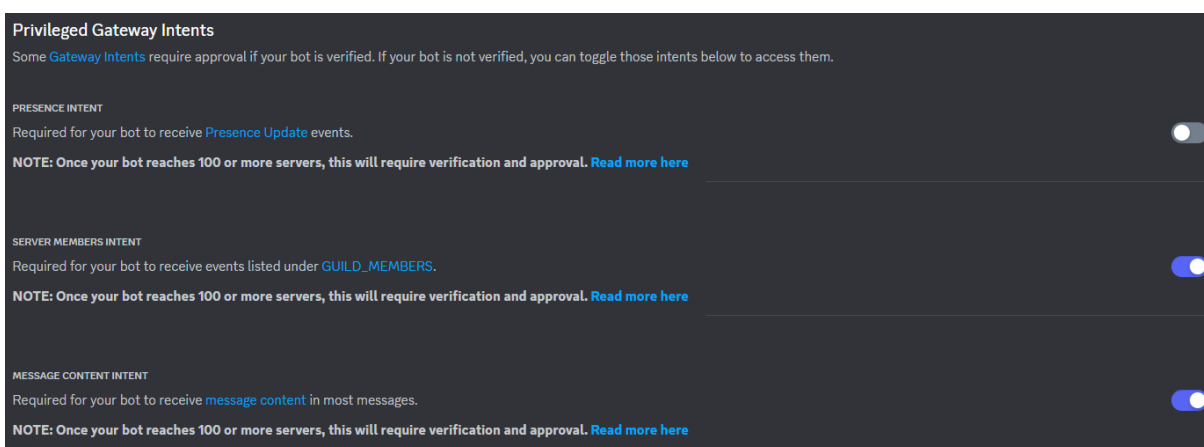 Privileged Gateway Intents
Some Gateway Intents require approval if your bot is verified. If your bot is not verified, you can toggle those intents below to access them.
PRESENCE INTENT
Required for your bot to receive Presence Update events.
NOTE: Once your bot reaches 100 or more servers, this will require verification and approval. Read more here
SERVER MEMBERS INTENT
Required for your bot to receive events listed under GUILD_MEMBERS.
NOTE: Once your bot reaches 100 or more servers, this will require verification and approval. Read more here
MESSAGE CONTENT INTENT
Required for your bot to receive message content in most messages.
NOTE: Once your bot reaches 100 or more servers, this will require verification and approval. Read more here